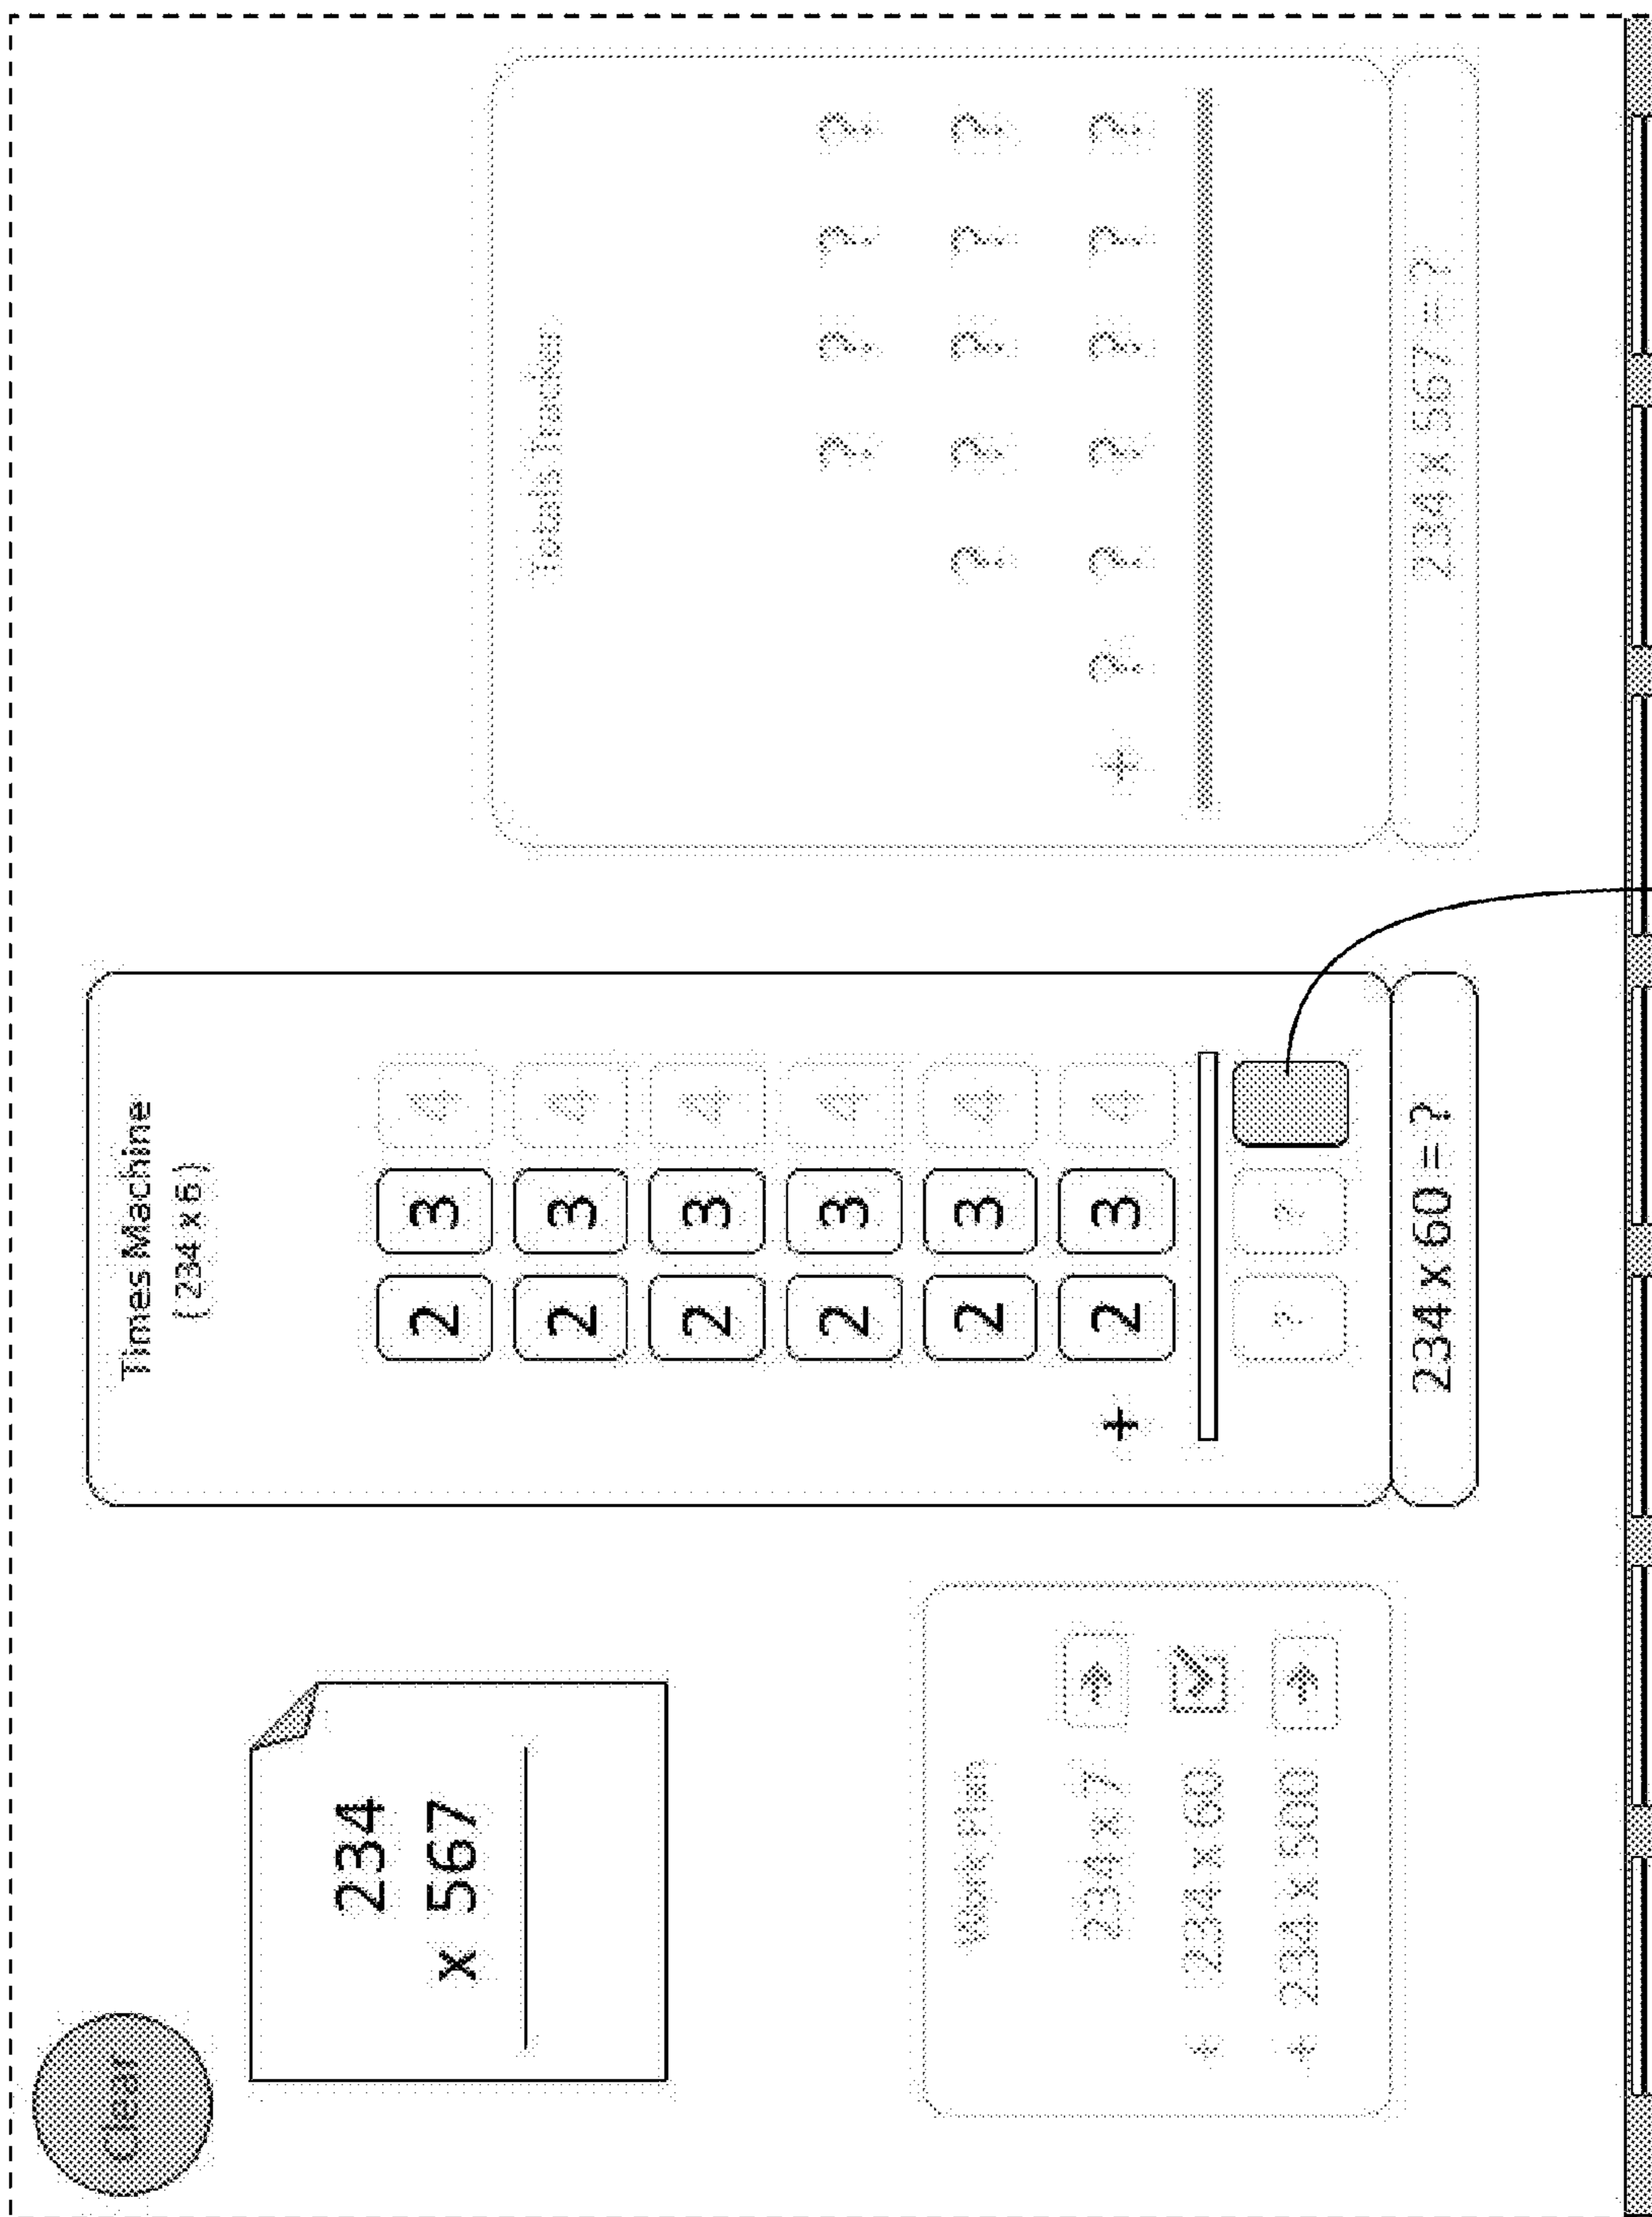 Clear
234
x 567
Work Plan
234 x 7
+ 234 x 60
+ 234 x 500
Times Machine
( 234 x 6 )
2 3 4
2 3 4
2 3 4
2 3 4
2 3 4
+ 2 3 4
? ?
234 x 60 = ?
Totals Tracker
? ? ? ?
? ? ? ? ?
+ ? ? ? ? ? ?
234 x 567 = ?